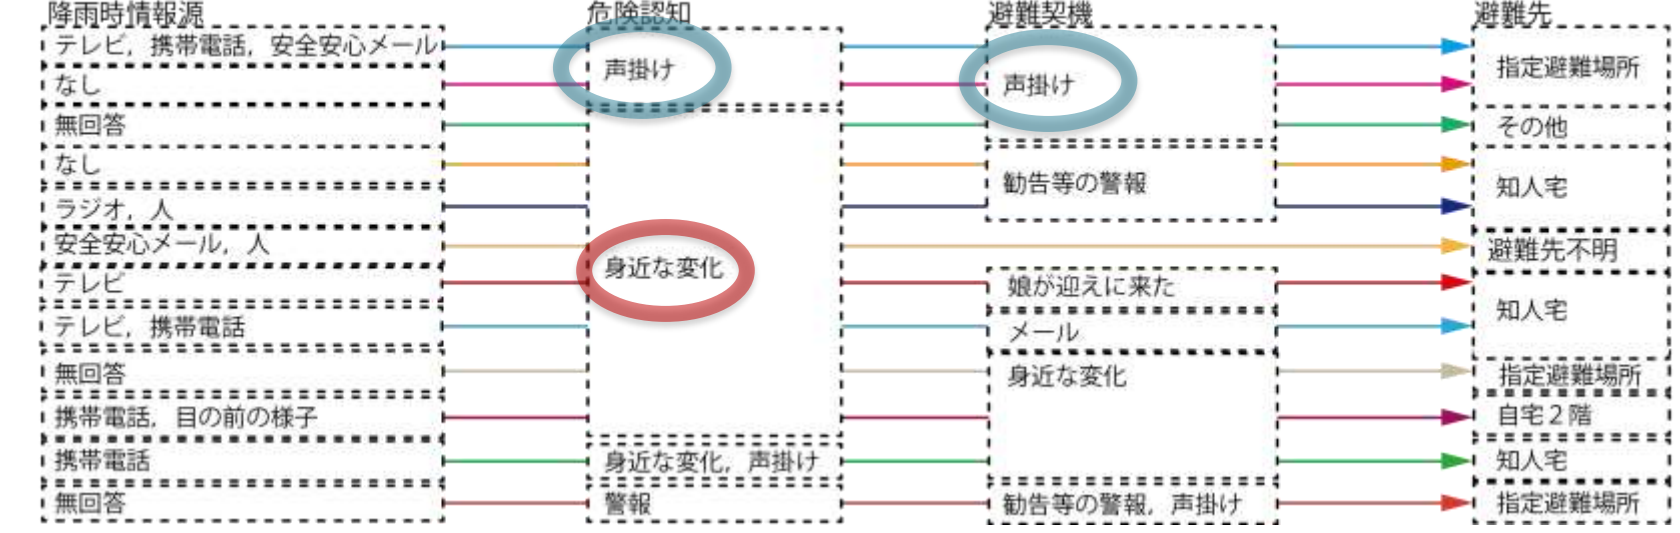 降雨時情報源 危険認知 避難契機 避難先
テレビ，携帯電話，安全安心メール 声掛け 声掛け 指定避難場所
なし
無回答 その他
なし 勧告等の警報 知人宅
ラジオ，人
安全安心メール，人 身近な変化 避難先不明
テレビ 娘が迎えに来た 知人宅
テレビ，携帯電話 メール
無回答 身近な変化 指定避難場所
携帯電話，目の前の様子 自宅２階
携帯電話 身近な変化，声掛け 知人宅
無回答 警報 勧告等の警報，声掛け 指定避難場所